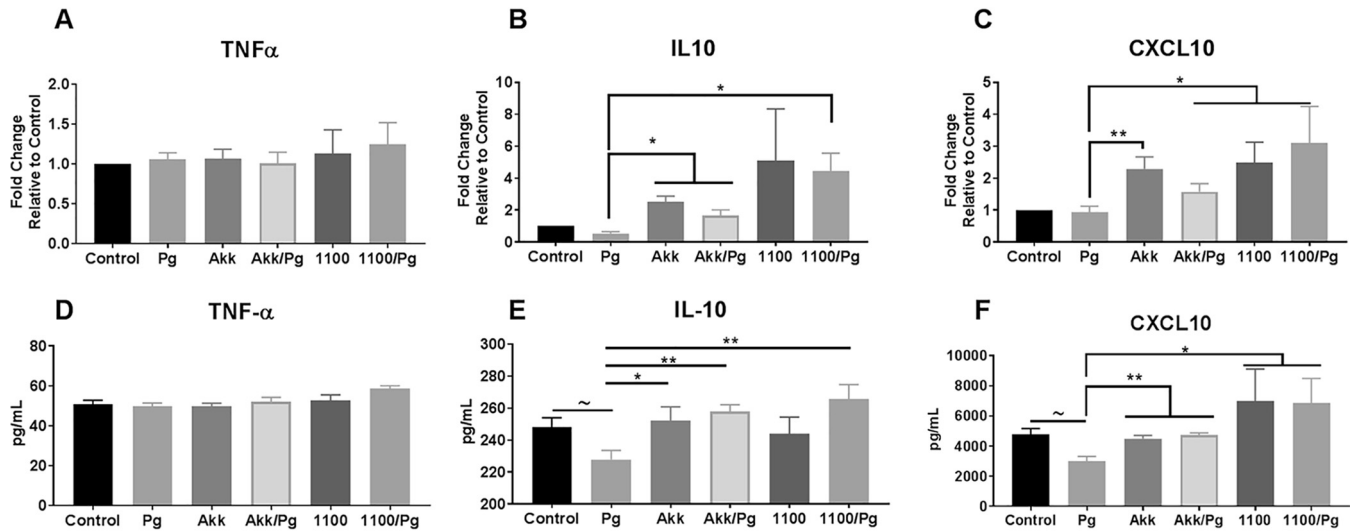 A
TNFα
Fold Change
Relative to Control
2.0
1.5
1.0
0.5
0.0
Control Pg Akk Akk/Pg 1100 1100/Pg
B
IL10
Fold Change
Relative to Control
10
8
6
4
2
0
*
*
Control Pg Akk Akk/Pg 1100 1100/Pg
C
CXCL10
Fold Change
Relative to Control
5
4
3
2
1
0
*
**
Control Pg Akk Akk/Pg 1100 1100/Pg
D
TNF-α
pg/mL
80
60
40
20
0
Control Pg Akk Akk/Pg 1100 1100/Pg
E
IL-10
pg/mL
300
280
260
240
220
200
**
**
*
~
Control Pg Akk Akk/Pg 1100 1100/Pg
F
CXCL10
pg/mL
10000
8000
6000
4000
2000
0
*
**
~
Control Pg Akk Akk/Pg 1100 1100/Pg